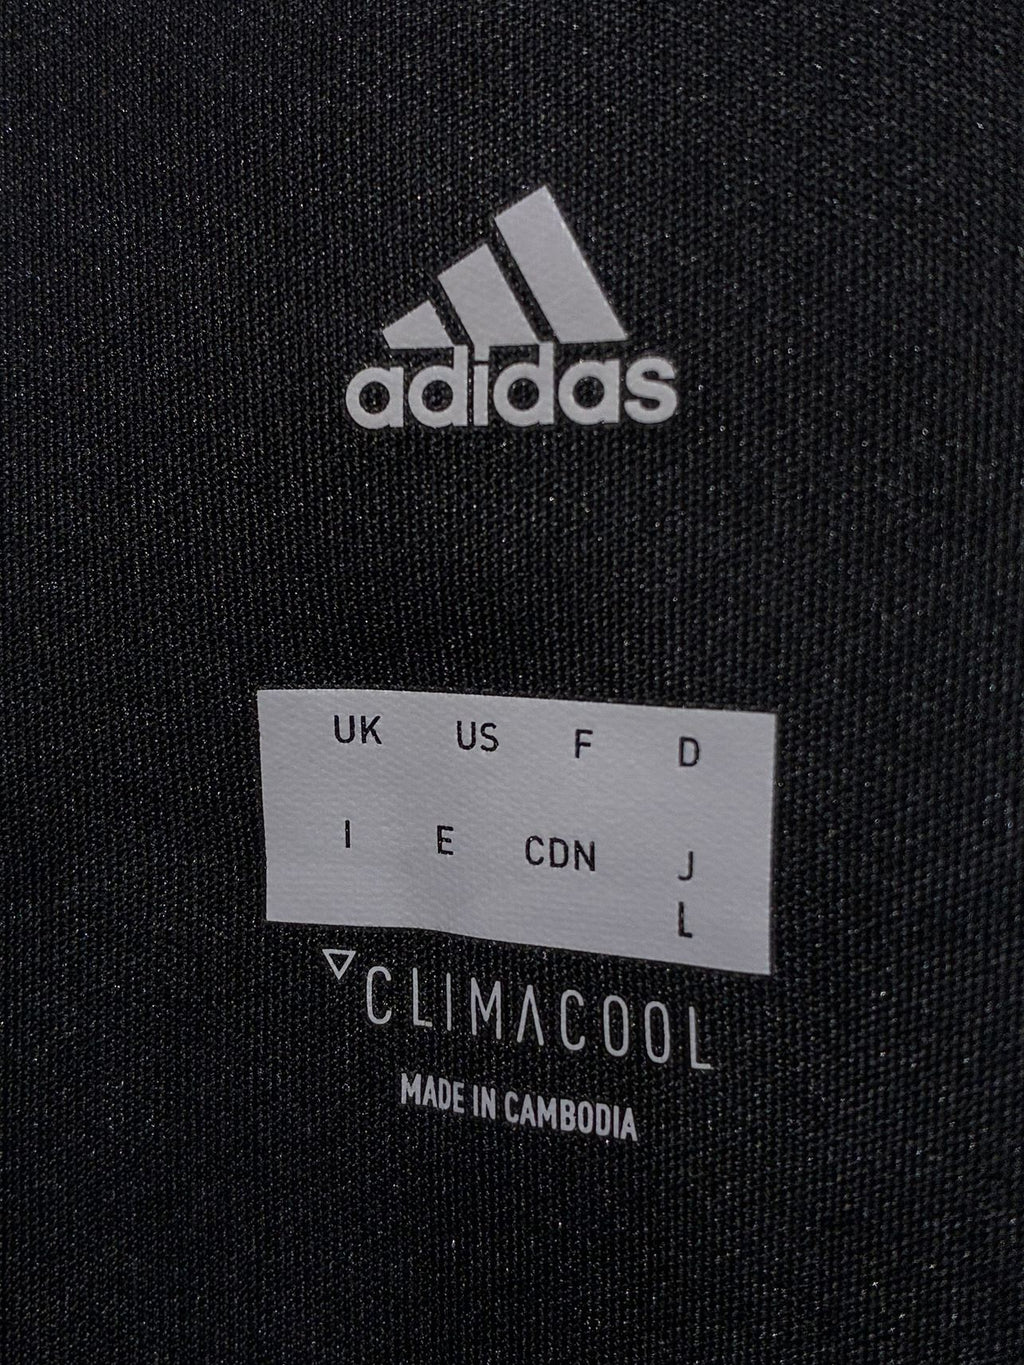 adidas
UK US F D
I E CDN J
L
CLIMACOOL
MADE IN CAMBODIA